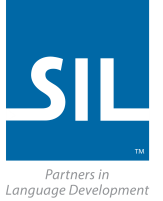 SIL
TM
Partners in
Language Development